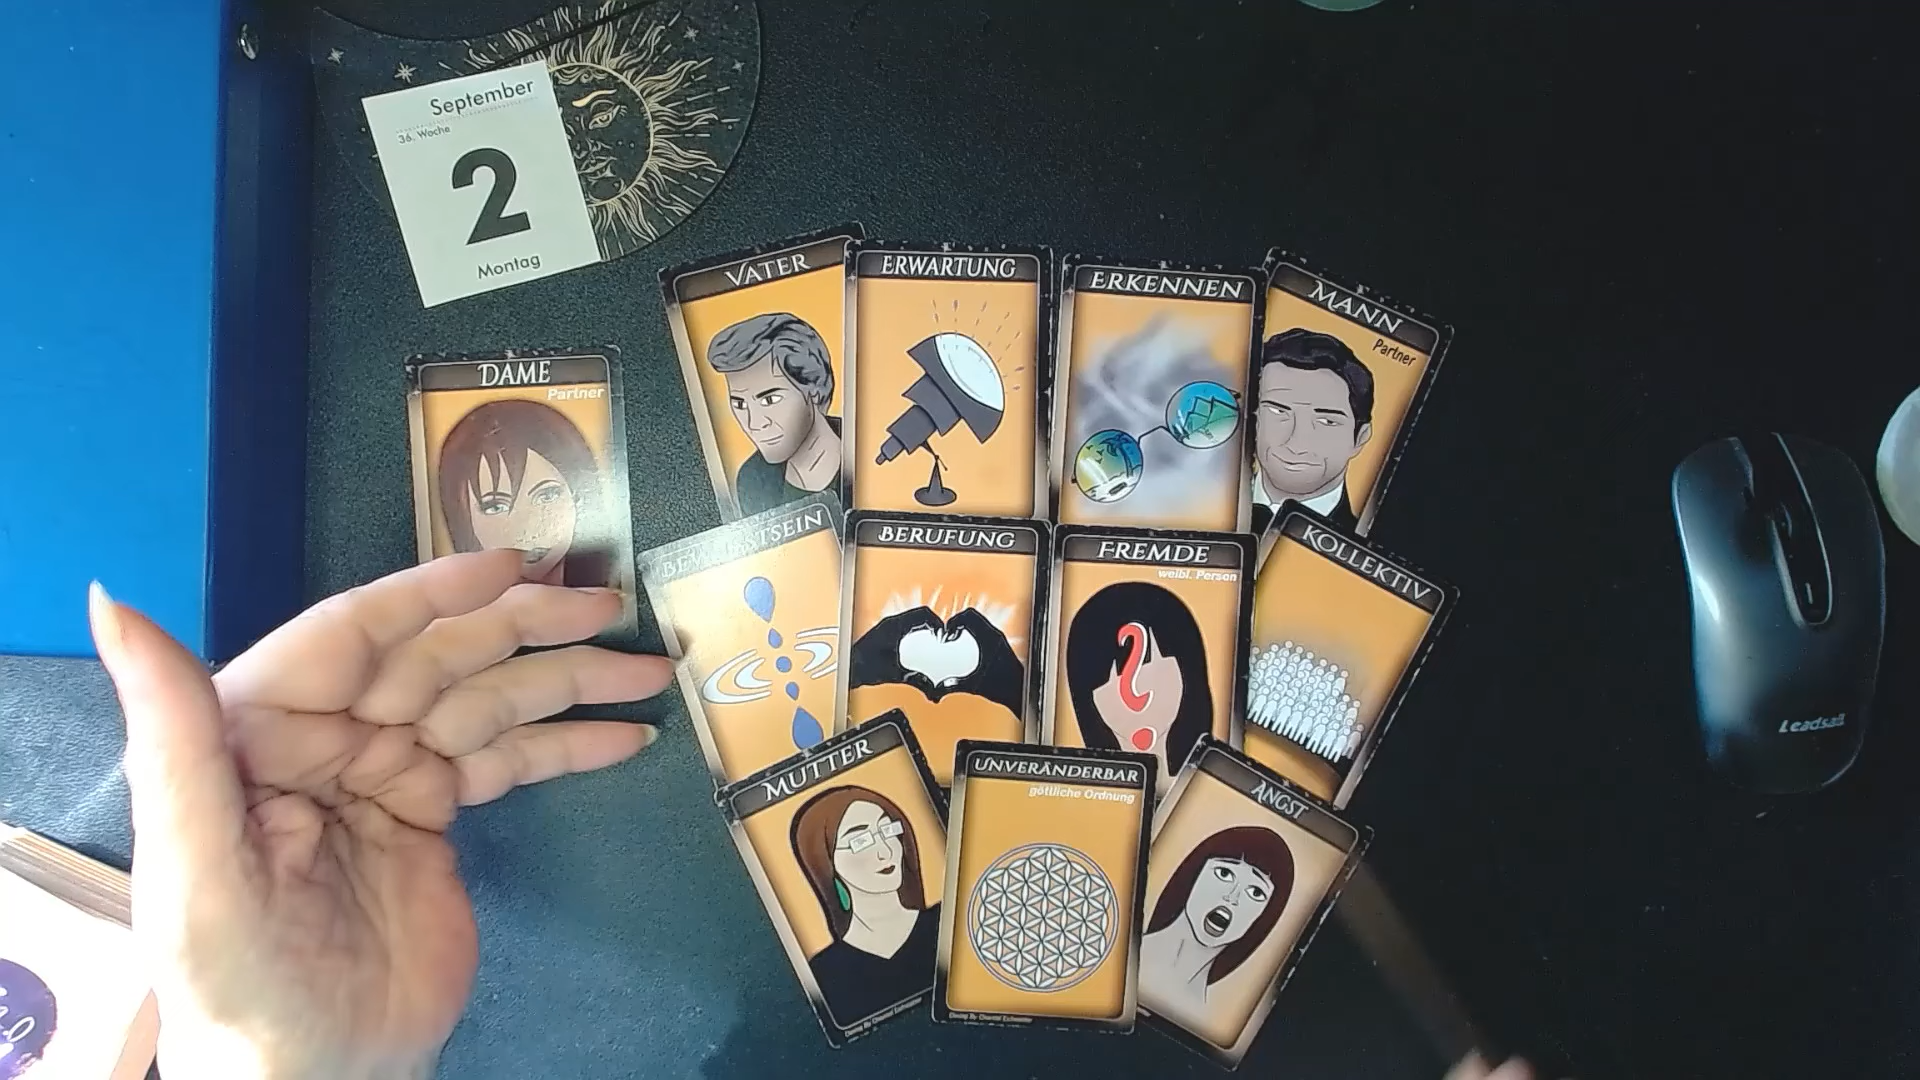 September
36. Woche
2
Montag
DAME
Partner
VATER
ERWARTUNG
ERKENNEN
MANN
Partner
BEWUSSTSEIN
BERUFUNG
FREMDE
weibl. Person
KOLLEKTIV
MUTTER
UNVERÄNDERBAR
göttliche Ordnung
ANGST
Leadsail